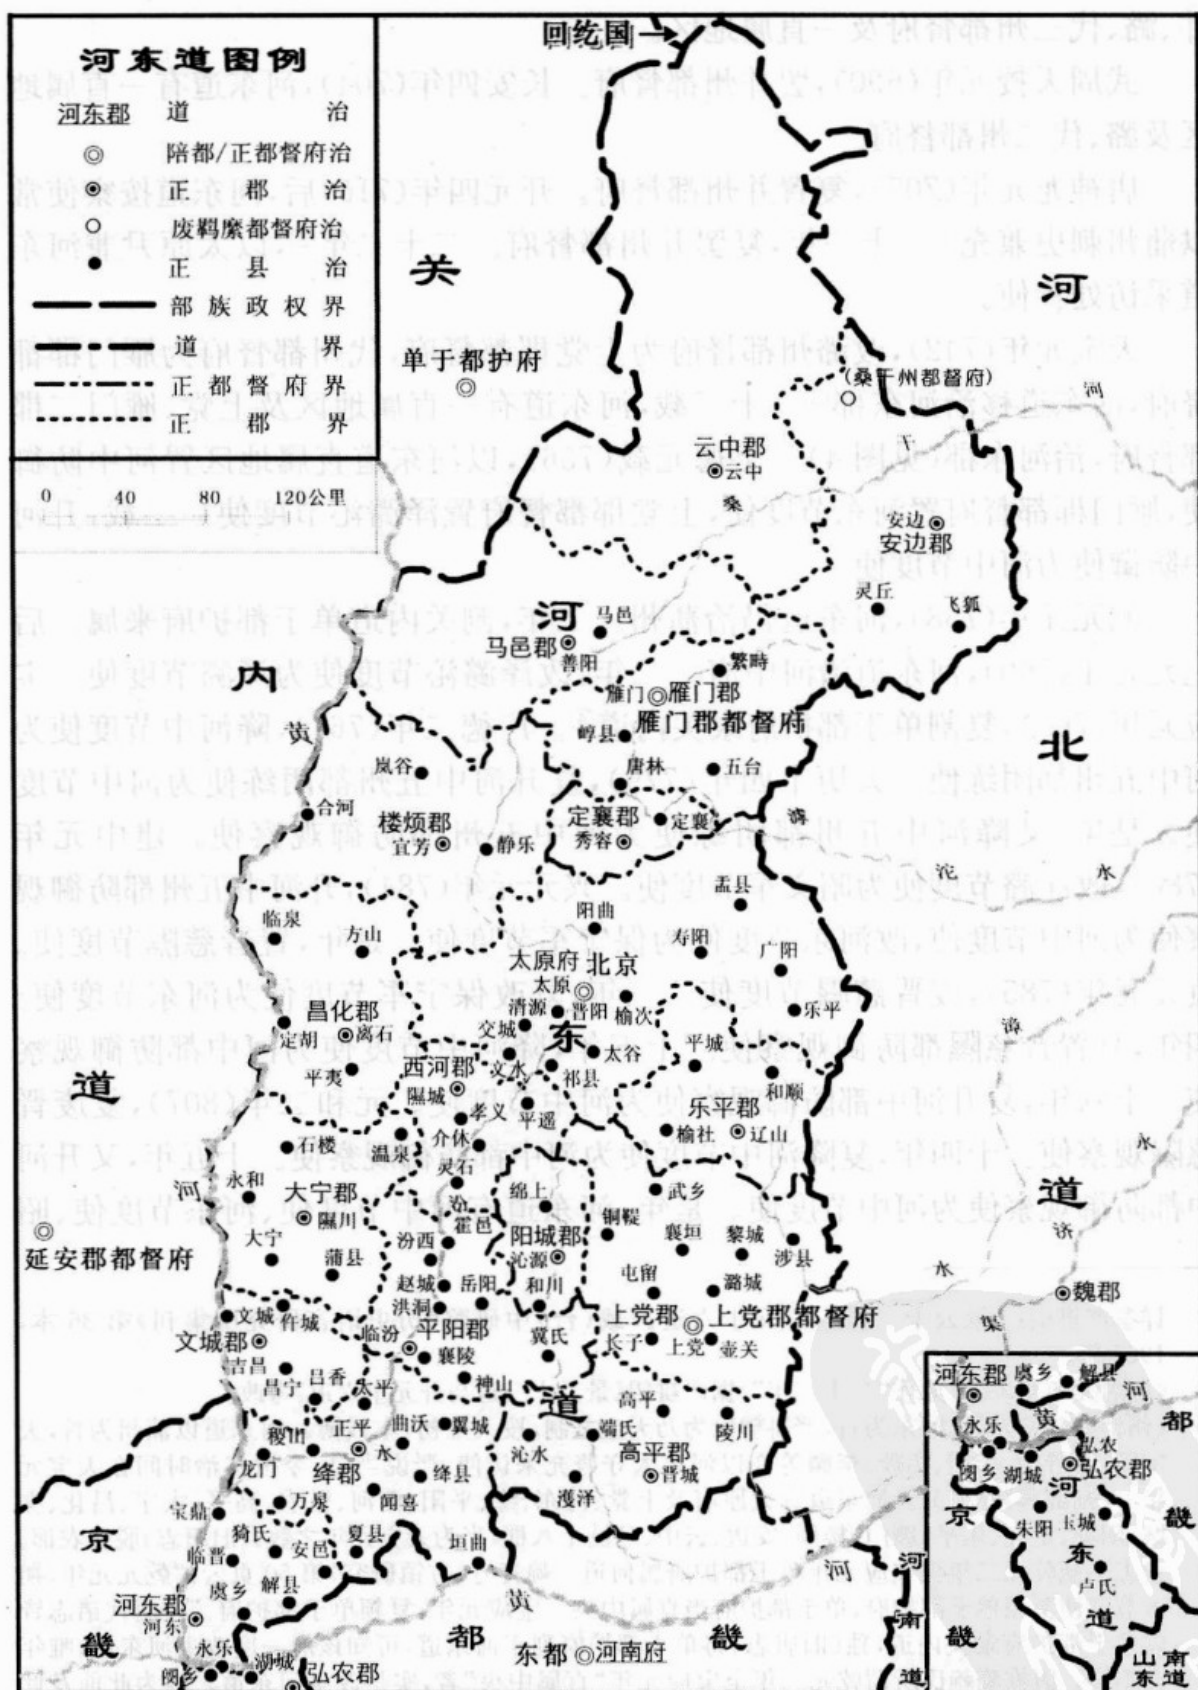 河东道图例
河东郡 道治
陪都/正都督府治
正郡治
废羁縻都督府治
正县治
部族政权界
道界
正都督府界
正郡界
0 40 80 120公里
回纥国
关
河
单于都护府
(桑干州都督府)
河
干
云中郡
云中
桑
安边
安边郡
灵丘
飞狐
河
马邑
马邑郡
善阳
内
繁畤
雁门
雁门郡
雁门郡都督府
崞县
黄
北
岚谷
唐林
五台
合河
楼烦郡
定襄郡
定襄
滹
宜芳
静乐
秀容
沱
水
盂县
临泉
方山
阳曲
寿阳
广阳
太原府
北京
太原
昌化郡
清源
晋阳
榆次
乐平
漳
定胡
离石
交城
东
平城
道
平夷
西河郡
文水
祁县
太谷
和顺
隰城
孝义
平遥
乐平郡
水
石楼
温泉
介休
榆社
辽山
永和
灵石
河
大宁郡
汾
绵上
武乡
道
隰川
霍邑
铜鞮
延安郡都督府
大宁
汾西
阳城郡
襄垣
黎城
涉县
济
蒲县
沁源
赵城
岳阳
和川
屯留
潞城
水
魏郡
文城
仵城
洪洞
上党郡
上党郡都督府
渠
文城郡
临汾
平阳郡
冀氏
长子
上党
壶关
吉昌
吕香
襄陵
昌宁
太平
神山
高平
稷山
正平
曲沃
翼城
道
端氏
陵川
龙门
绛郡
水
沁水
高平郡
绛县
晋城
宝鼎
万泉
闻喜
濩泽
京
猗氏
夏县
临晋
安邑
垣曲
河
虞乡
解县
黄
河东郡
河东
畿
永乐
都
畿
阌乡
湖城
弘农郡
东都
河南府
河南道
河东郡
虞乡
解县
河
都
永乐
黄
弘农
阌乡
湖城
弘农郡
京
河
朱阳
玉城
畿
东
卢氏
畿
道
山南东道